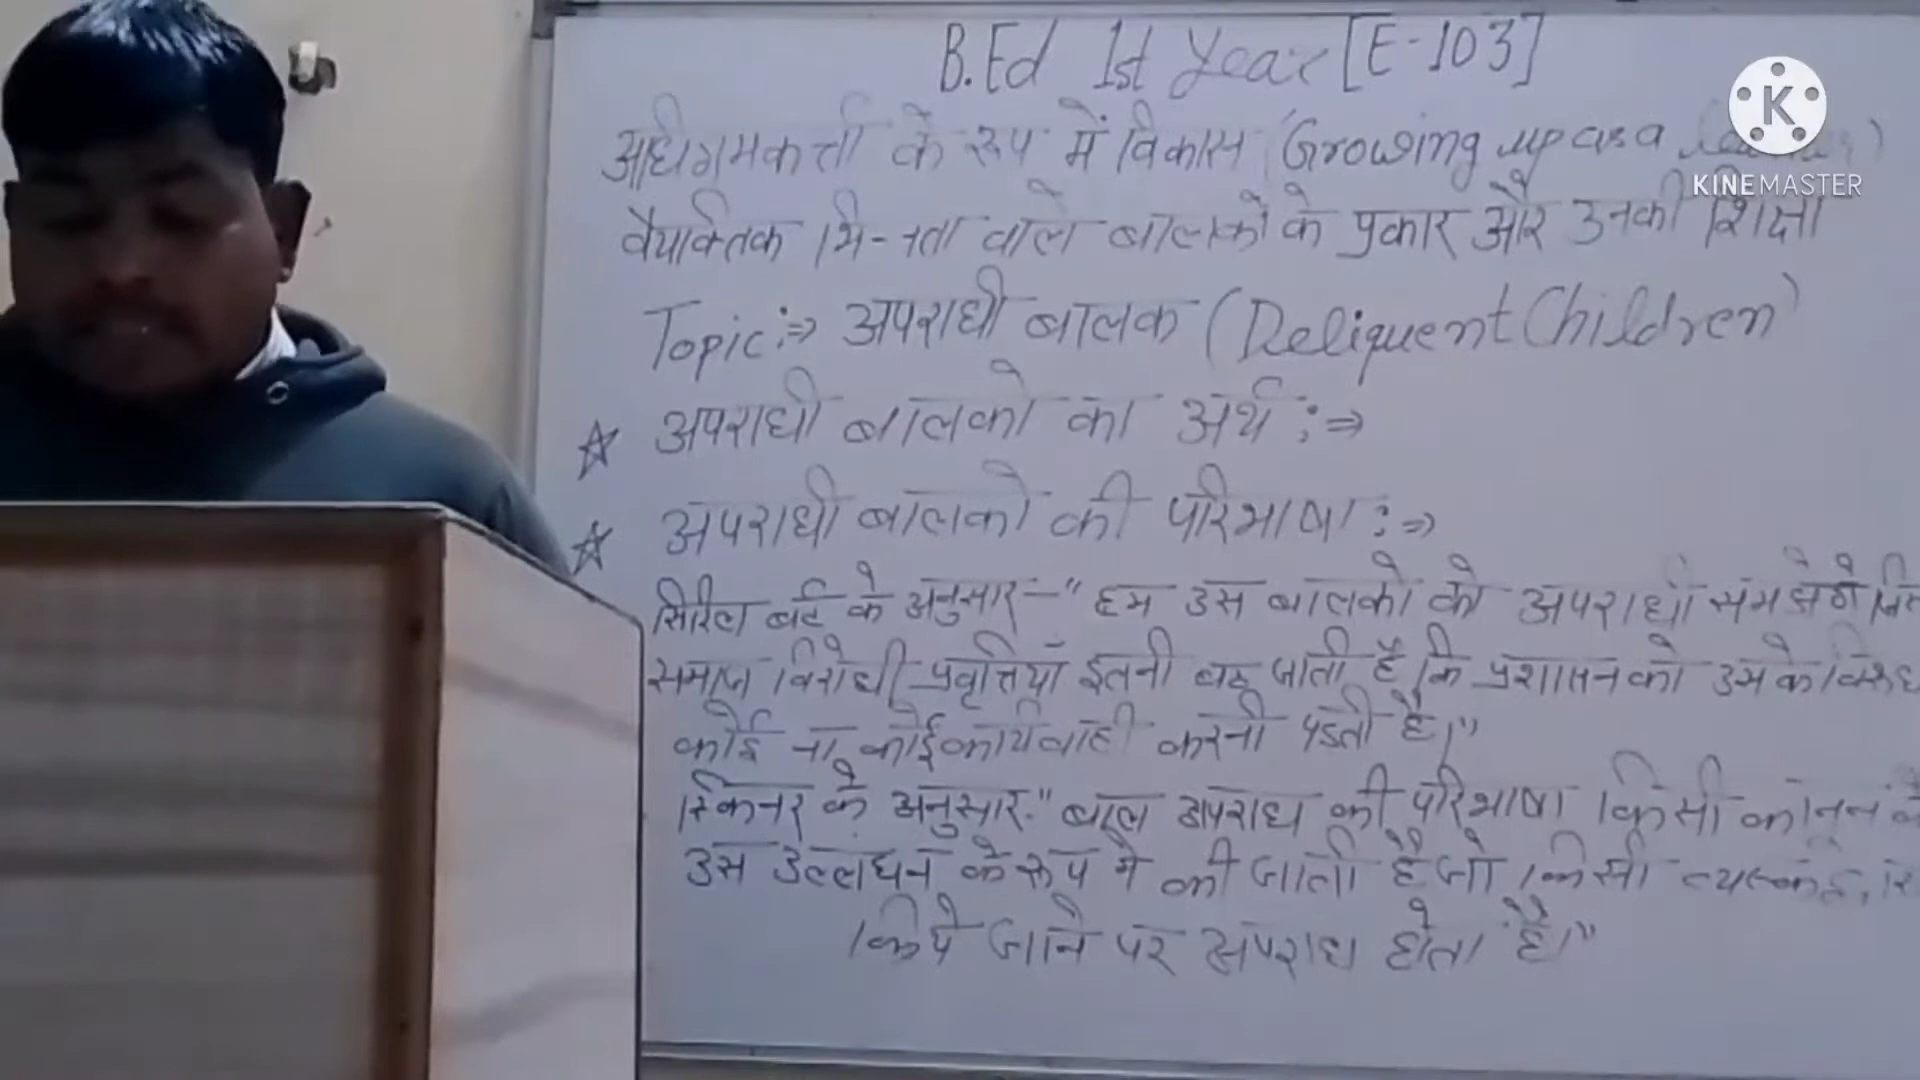 B.Ed 1st Year [E-103]
अधिगमकर्त्ता के रूप में विकास (Growing up as a
वैयक्तिक भिन्नता वाले बालको के प्रकार और उनकी शिक्षा
Topic:⇒ अपराधी बालक (Deliquent Children)
☆ अपराधी बालको का अर्थ :⇒
☆ अपराधी बालको की परिभाषा :⇒
सिरिल बर्ट के अनुसार-" हम उस बालको को अपराधी समझेगे
समाज विरोधी प्रवृत्तियाँ इतनी बढ़ जाती है कि प्रशासन को उसके विरूध
कोई ना कोई कार्यवाही करनी पडती है।"
स्किनर के अनुसार-" बाल अपराध की परिभाषा किसी कानून के
उस उल्लघन के रूप मे की जाती है जो किसी
किये जाने पर अपराध होता है।"
K
KINEMASTER